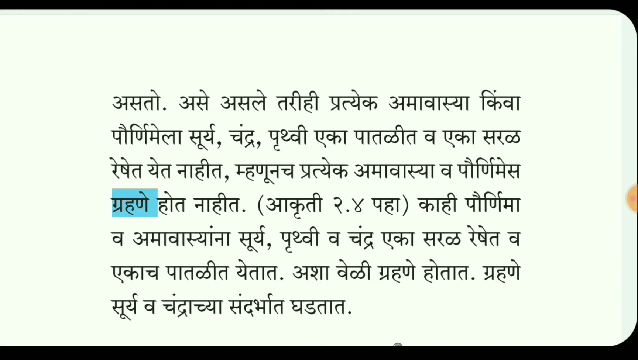 असतो. असे असले तरीही प्रत्येक अमावास्या किंवा
पौर्णिमेला सूर्य, चंद्र, पृथ्वी एका पातळीत व एका सरळ
रेषेत येत नाहीत, म्हणूनच प्रत्येक अमावास्या व पौर्णिमेस
ग्रहणे होत नाहीत. (आकृती २.४ पहा) काही पौर्णिमा
व अमावास्यांना सूर्य, पृथ्वी व चंद्र एका सरळ रेषेत व
एकाच पातळीत येतात. अशा वेळी ग्रहणे होतात. ग्रहणे
सूर्य व चंद्राच्या संदर्भात घडतात.